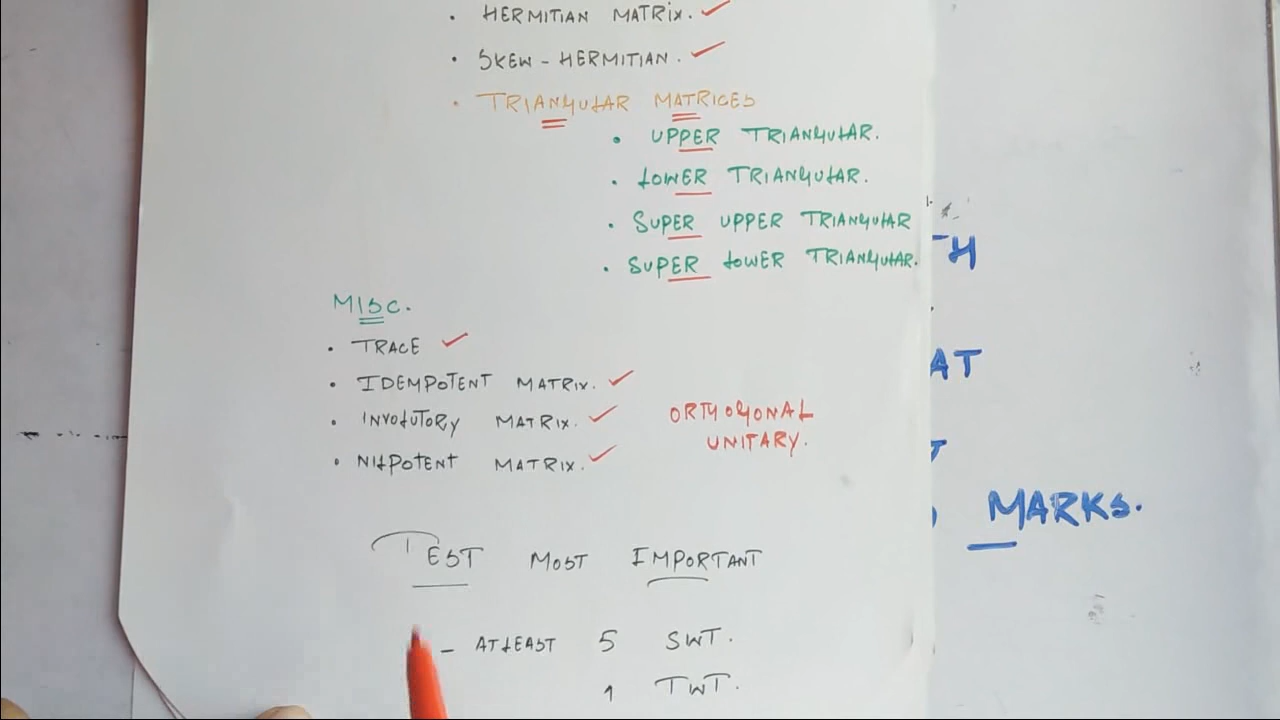 • HERMITIAN MATRIX.
• SKEW-HERMITIAN.
• TRIANGULAR MATRICES
• UPPER TRIANGULAR.
• LOWER TRIANGULAR.
• SUPER UPPER TRIANGULAR
• SUPER LOWER TRIANGULAR.
TH
MISC.
• TRACE
AT
• IDEMPOTENT MATRIX.
• INVOLUTORY MATRIX.
ORTHOGONAL
UNITARY.
• NILPOTENT MATRIX.
MARKS.
TEST MOST IMPORTANT
- ATLEAST 5 SWT.
1 TWT.